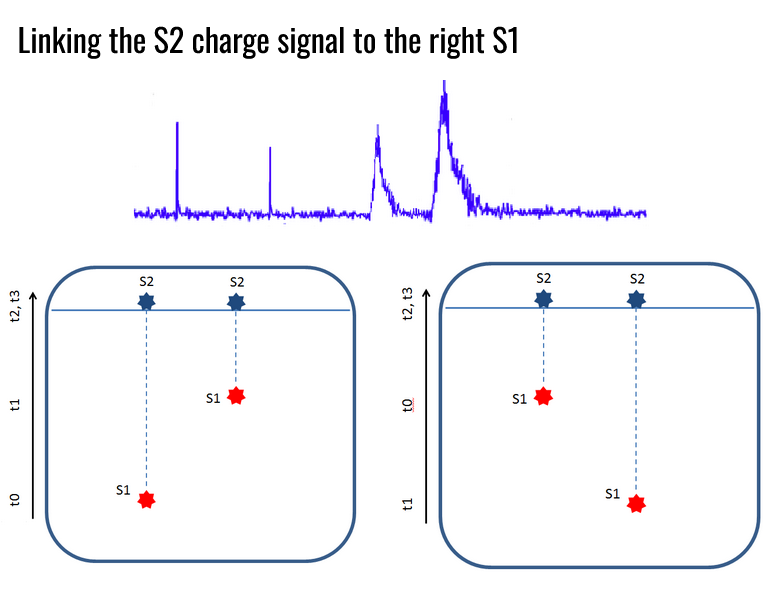 Linking the S2 charge signal to the right S1
S2 S2
t2, t3
S1
t1
S1
t0
S2 S2
t2, t3
S1
t0
S1
t1